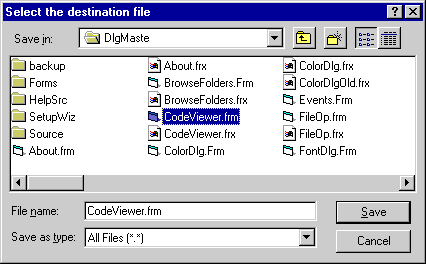 Select the destination file
Save in: DlgMaste
backup About.frx ColorDlg.frx
Forms BrowseFolders.Frm ColorDlgOld.frx
HelpSrc BrowseFolders.frx Events.Frm
SetupWiz CodeViewer.frm FileOp.Frm
Source CodeViewer.frx FileOp.frx
About.frm ColorDlg.Frm FontDlg.Frm
File name: CodeViewer.frm Save
Save as type: All Files (*.*) Cancel